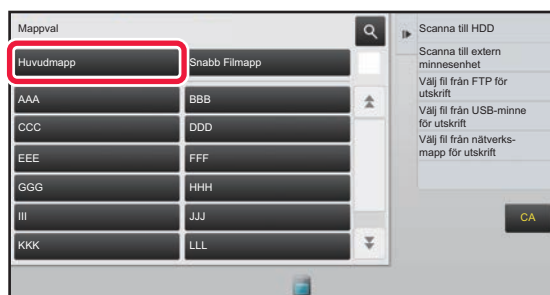 Mappval
Huvudmapp
Snabb Filmapp
AAA
BBB
CCC
DDD
EEE
FFF
GGG
HHH
III
JJJ
KKK
LLL
Scanna till HDD
Scanna till extern
minnesenhet
Välj fil från FTP för
utskrift
Välj fil från USB-minne
för utskrift
Välj fil från nätverks-
mapp för utskrift
CA